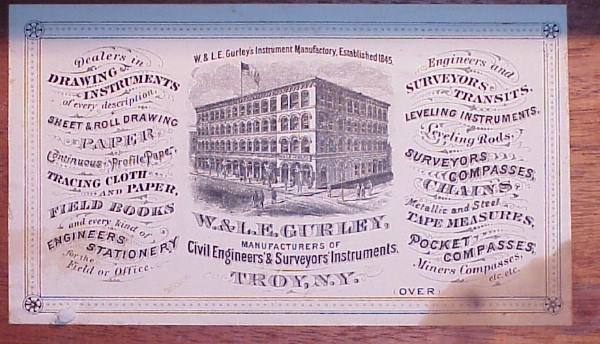 Dealers in
DRAWING
INSTRUMENTS
of every description,
SHEET & ROLL DRAWING
PAPER
Continuous Profile Paper,
TRACING CLOTH
AND PAPER,
FIELD BOOKS
and every kind of
ENGINEERS
STATIONERY
for the
Field or Office.
W. & L. E. Gurley's Instrument Manufactory, Established 1845.
W. & L. E. GURLEY,
MANUFACTURERS OF
Civil Engineers' & Surveyors' Instruments.
TROY, N.Y.
Engineers and
SURVEYORS
TRANSITS,
LEVELING INSTRUMENTS,
Leveling Rods,
SURVEYORS
COMPASSES,
CHAINS
Metallic and Steel
TAPE MEASURES,
POCKET
COMPASSES,
Miners Compasses,
etc. etc.
(OVER)